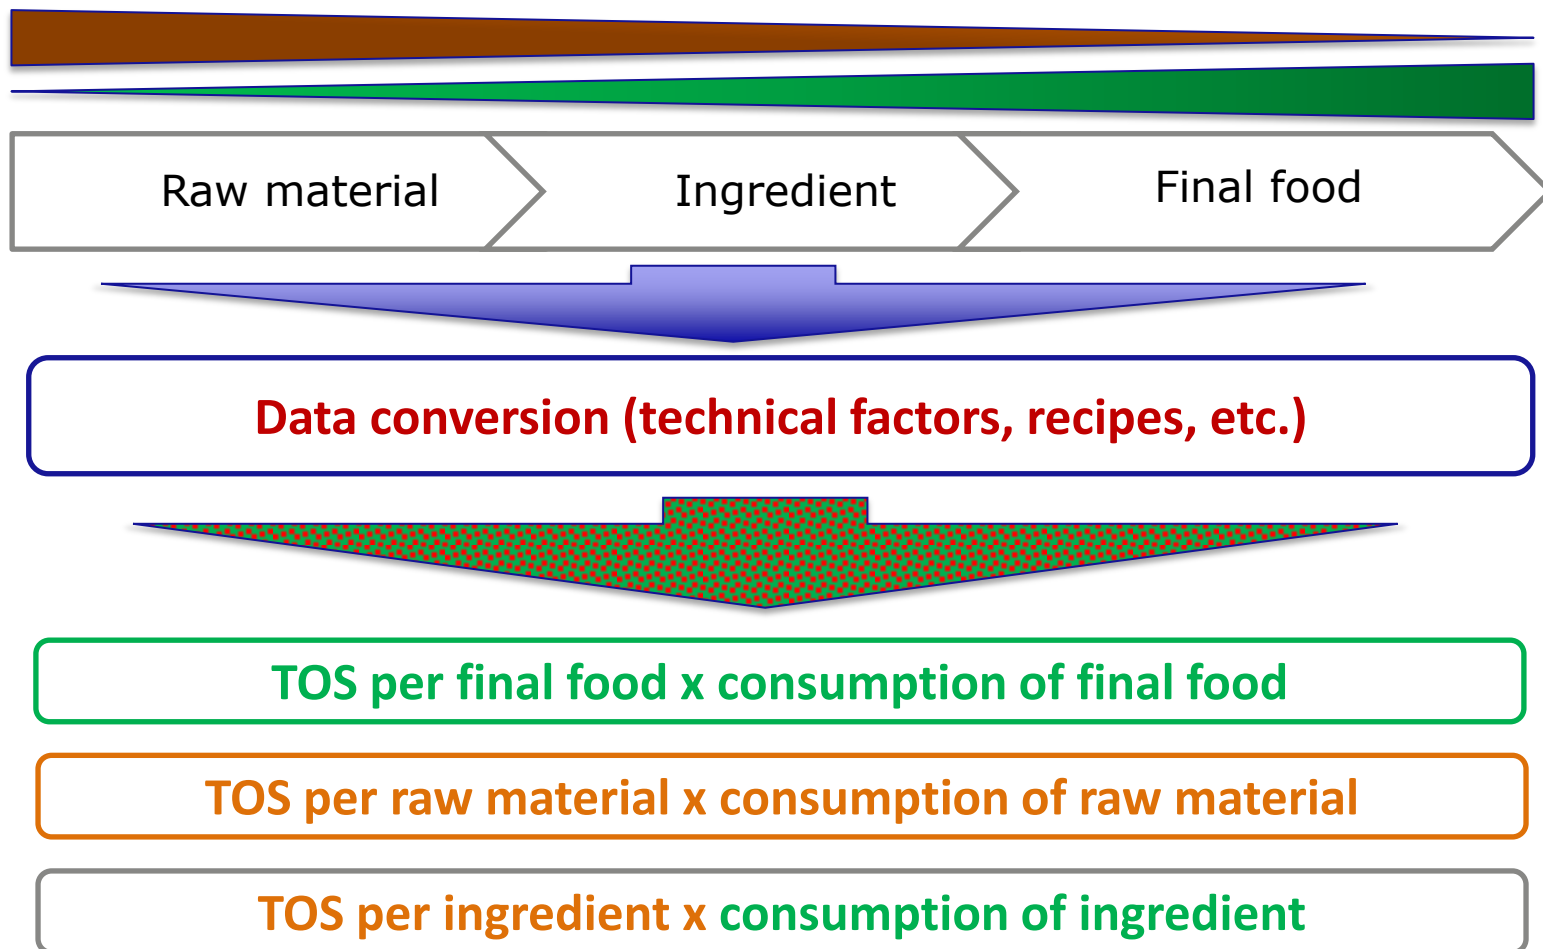 Raw material
Ingredient
Final food
Data conversion (technical factors, recipes, etc.)
TOS per final food x consumption of final food
TOS per raw material x consumption of raw material
TOS per ingredient x consumption of ingredient